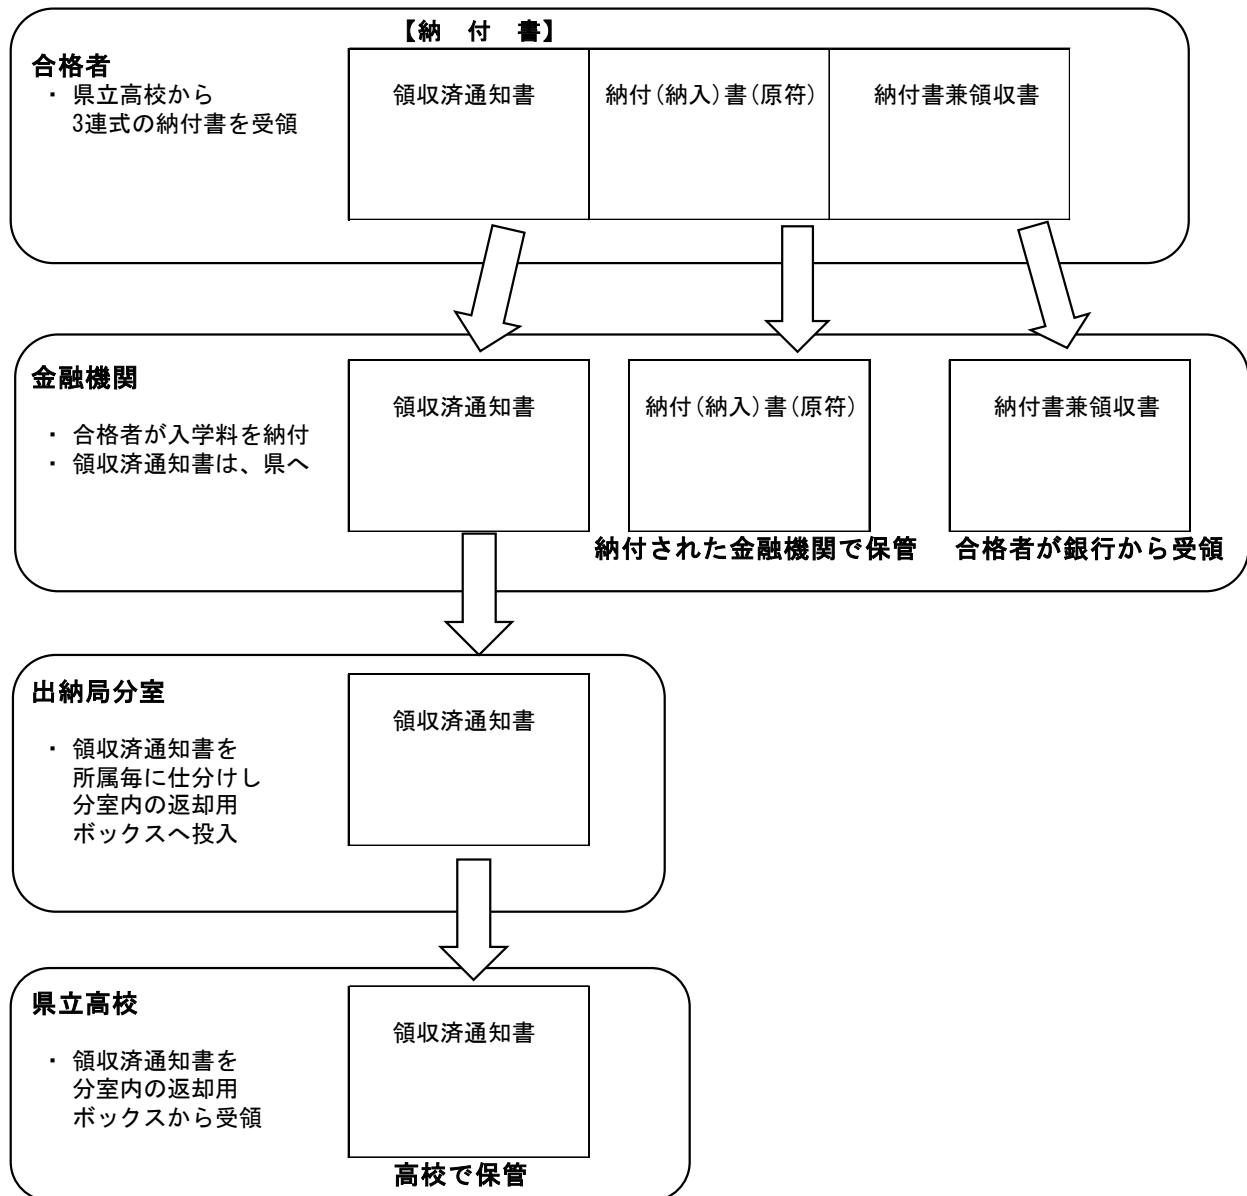 【納　付　書】
合格者
・ 県立高校から
3連式の納付書を受領
領収済通知書
納付(納入)書(原符)
納付書兼領収書
金融機関
・ 合格者が入学料を納付
・ 領収済通知書は、県へ
領収済通知書
納付(納入)書(原符)
納付書兼領収書
納付された金融機関で保管
合格者が銀行から受領
出納局分室
・ 領収済通知書を
所属毎に仕分けし
分室内の返却用
ボックスへ投入
領収済通知書
県立高校
・ 領収済通知書を
分室内の返却用
ボックスから受領
領収済通知書
高校で保管